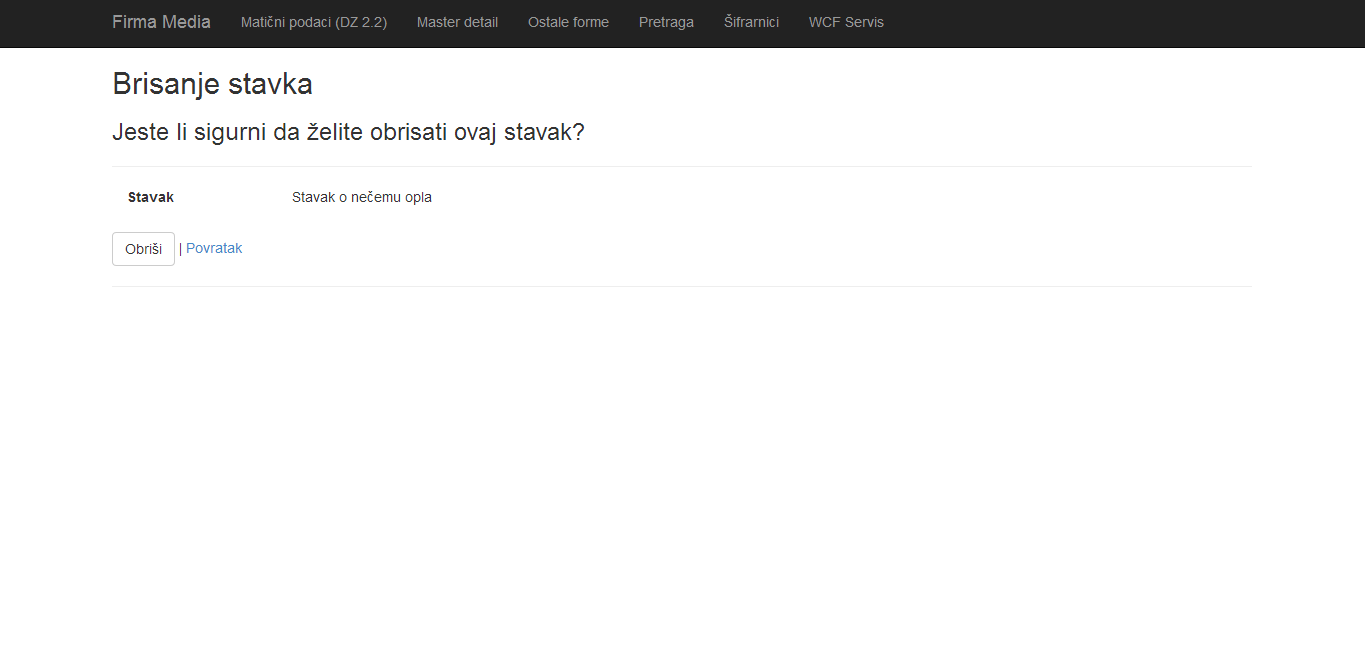 Firma Media Matični podaci (DZ 2.2) Master detail Ostale forme Pretraga Šifrarnici WCF Servis
Brisanje stavka
Jeste li sigurni da želite obrisati ovaj stavak?
Stavak Stavak o nečemu opla
Obriši | Povratak